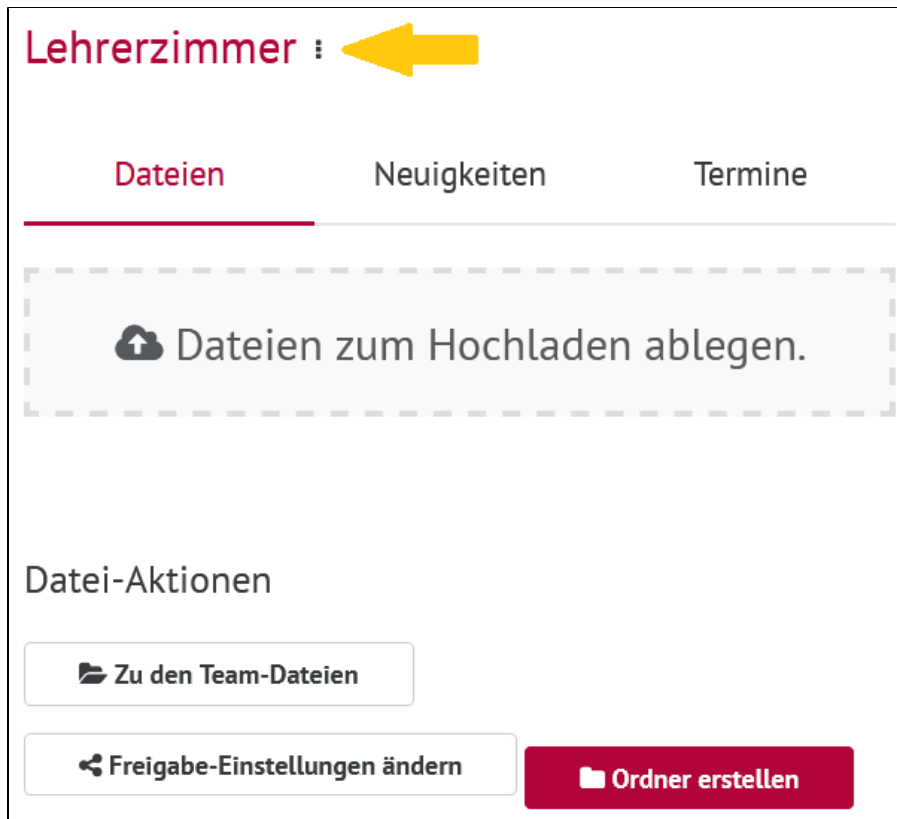 Lehrerzimmer
Dateien Neuigkeiten Termine
Dateien zum Hochladen ablegen.
Datei-Aktionen
Zu den Team-Dateien
Freigabe-Einstellungen ändern Ordner erstellen